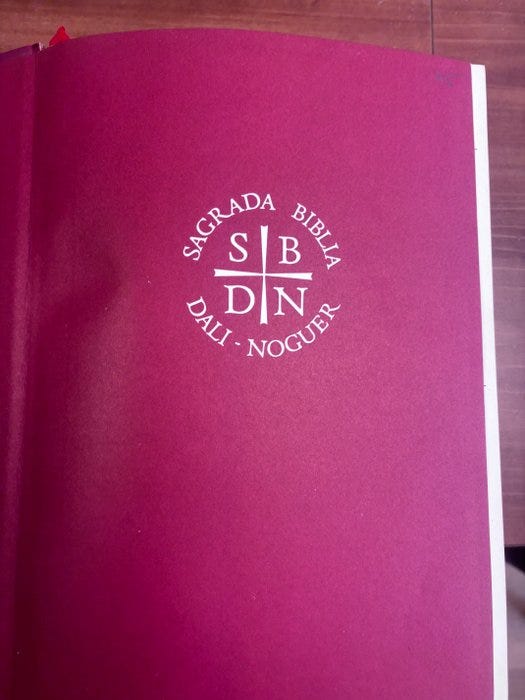 SAGRADA BIBLIA
S B
D N
DALI - NOGUER